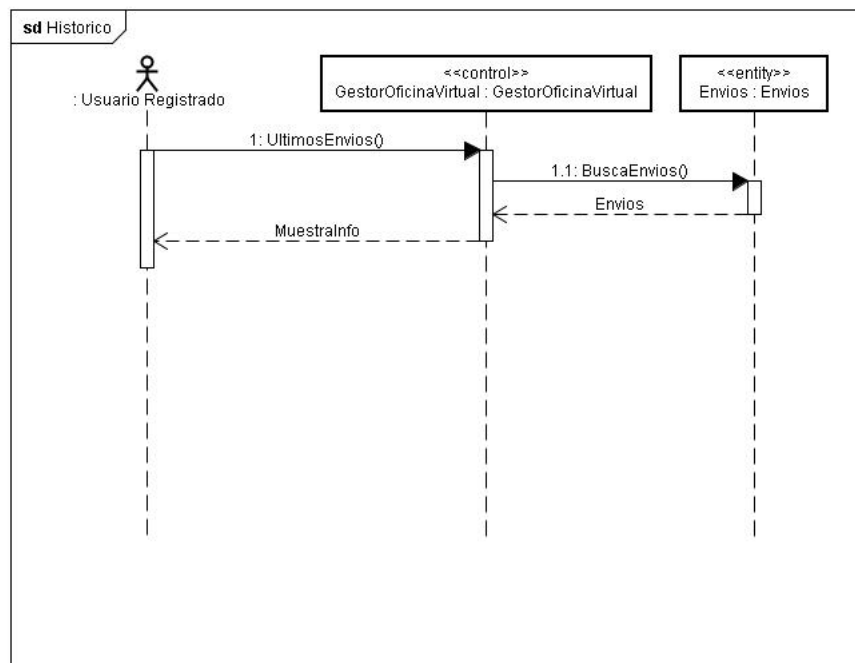 sd Historico
: Usuario Registrado
<<control>>
GestorOficinaVirtual : GestorOficinaVirtual
<<entity>>
Envios : Envios
1: UltimosEnvios()
1.1: BuscaEnvios()
Envios
MuestraInfo